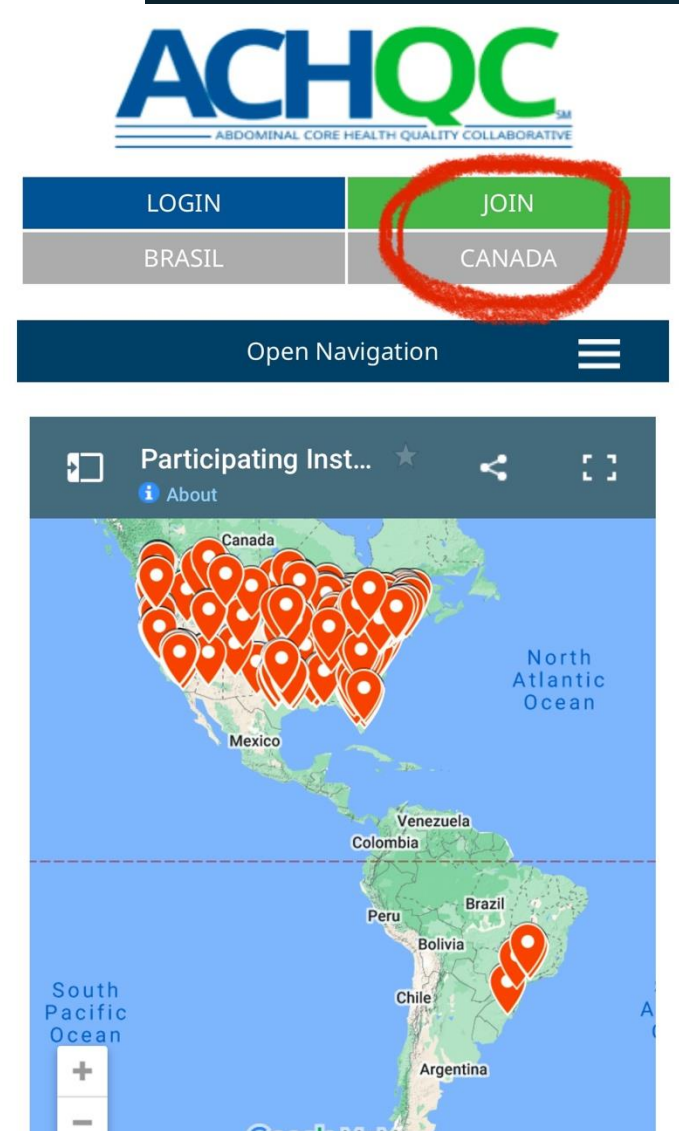 ACHQC
SM
ABDOMINAL CORE HEALTH QUALITY COLLABORATIVE
LOGIN JOIN
BRASIL CANADA
Open Navigation
Participating Inst...
About
Canada
North
Atlantic
Ocean
Mexico
Venezuela
Colombia
Brazil
Peru
Bolivia
South
Pacific
Ocean
Chile
Argentina